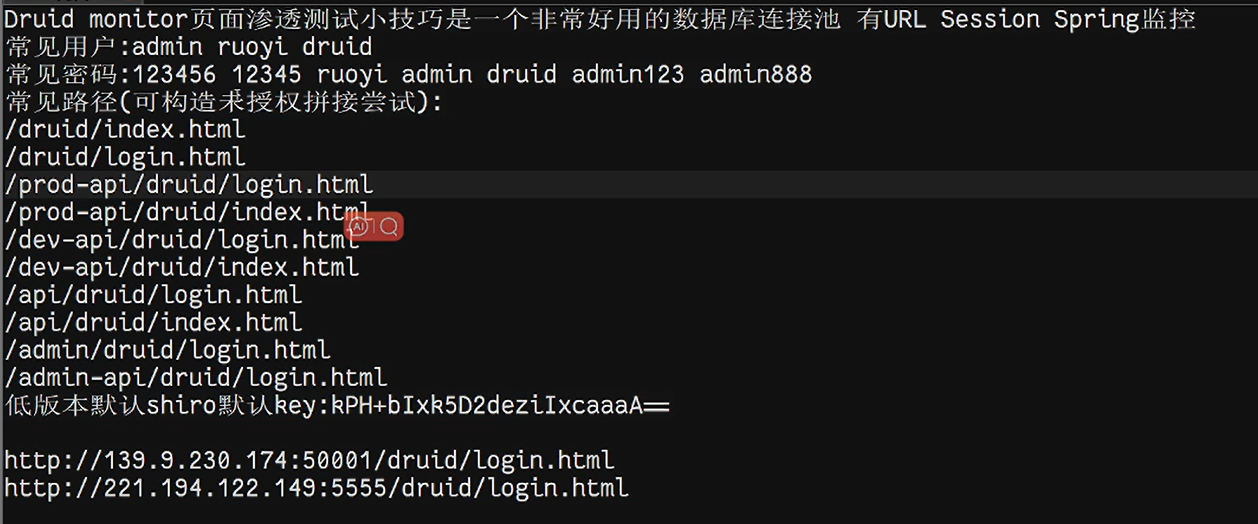 Druid monitor页面渗透测试小技巧是一个非常好用的数据库连接池 有URL Session Spring监控
常见用户:admin ruoyi druid
常见密码:123456 12345 ruoyi admin druid admin123 admin888
常见路径(可构造未授权拼接尝试):
/druid/index.html
/druid/login.html
/prod-api/druid/login.html
/prod-api/druid/index.html
/dev-api/druid/login.html
/dev-api/druid/index.html
/api/druid/login.html
/api/druid/index.html
/admin/druid/login.html
/admin-api/druid/login.html
低版本默认shiro默认key:kPH+bIxk5D2deziIxcaaaA==
http://139.9.230.174:50001/druid/login.html
http://221.194.122.149:5555/druid/login.html
AI